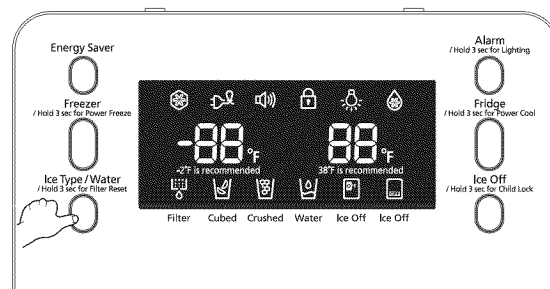 Energy Saver
Alarm
/ Hold 3 sec for Lighting
Freezer
/ Hold 3 sec for Power Freeze
Fridge
/ Hold 3 sec for Power Cool
-88 °F
88 °F
-2°F is recommended
38°F is recommended
Ice Type / Water
/ Hold 3 sec for Filter Reset
Ice Off
/ Hold 3 sec for Child Lock
Filter Cubed Crushed Water Ice Off Ice Off